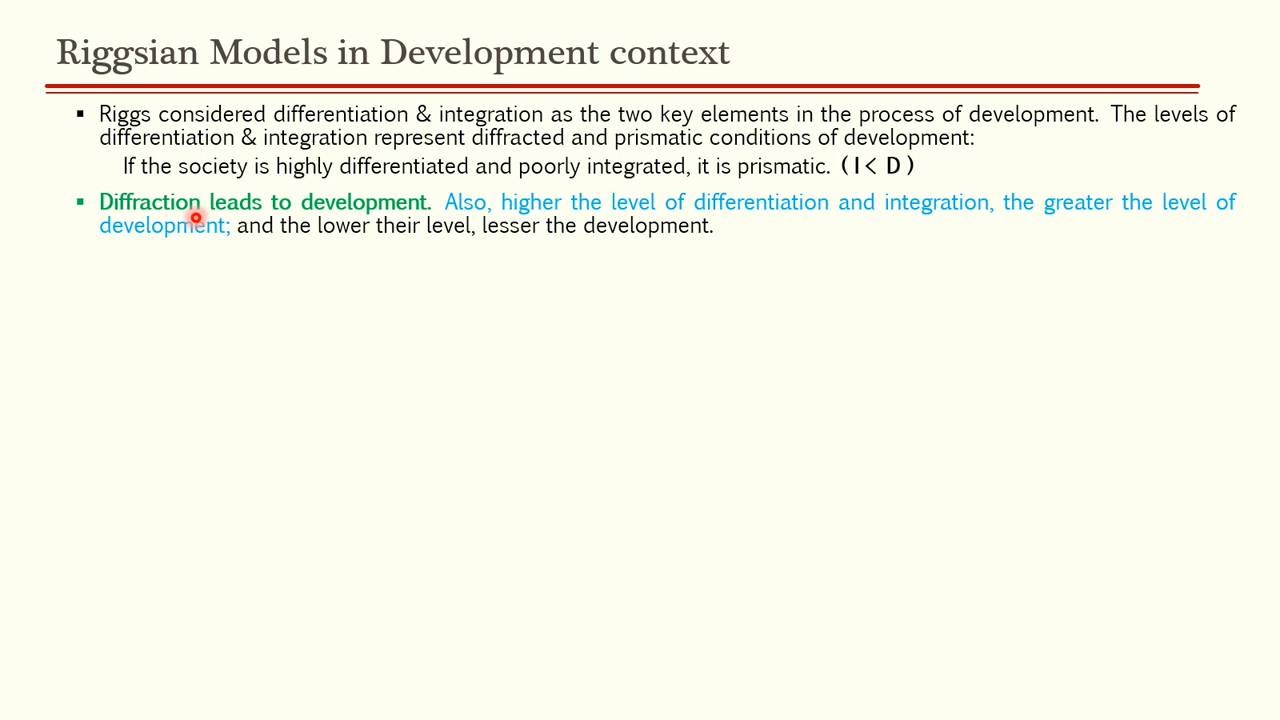 Riggsian Models in Development context
▪ Riggs considered differentiation & integration as the two key elements in the process of development. The levels of
differentiation & integration represent diffracted and prismatic conditions of development:
If the society is highly differentiated and poorly integrated, it is prismatic. ( I < D )
▪ Diffraction leads to development. Also, higher the level of differentiation and integration, the greater the level of
development; and the lower their level, lesser the development.